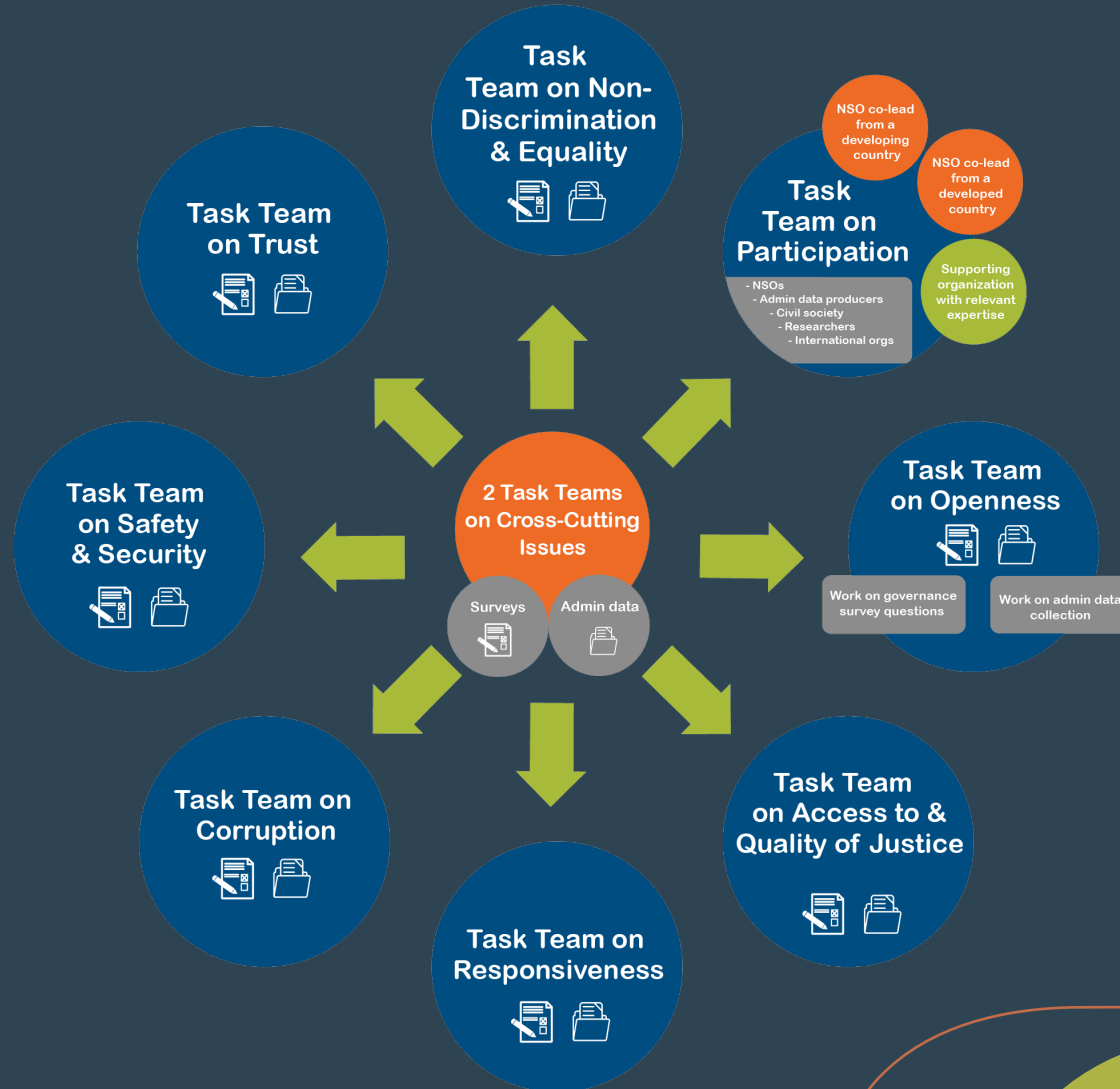 Task
Team on Non-
Discrimination
& Equality
NSO co-lead
from a
developing
country
NSO co-lead
from a
developed
country
Task
Team on
Participation
Supporting
organization
with relevant
expertise
- NSOs
- Admin data producers
- Civil society
- Researchers
- International orgs
Task Team
on Trust
Task Team
on Safety
& Security
2 Task Teams
on Cross-Cutting
Issues
Surveys
Admin data
Task Team
on Openness
Work on governance
survey questions
Work on admin data
collection
Task Team on
Corruption
Task Team
on Access to &
Quality of Justice
Task Team on
Responsiveness